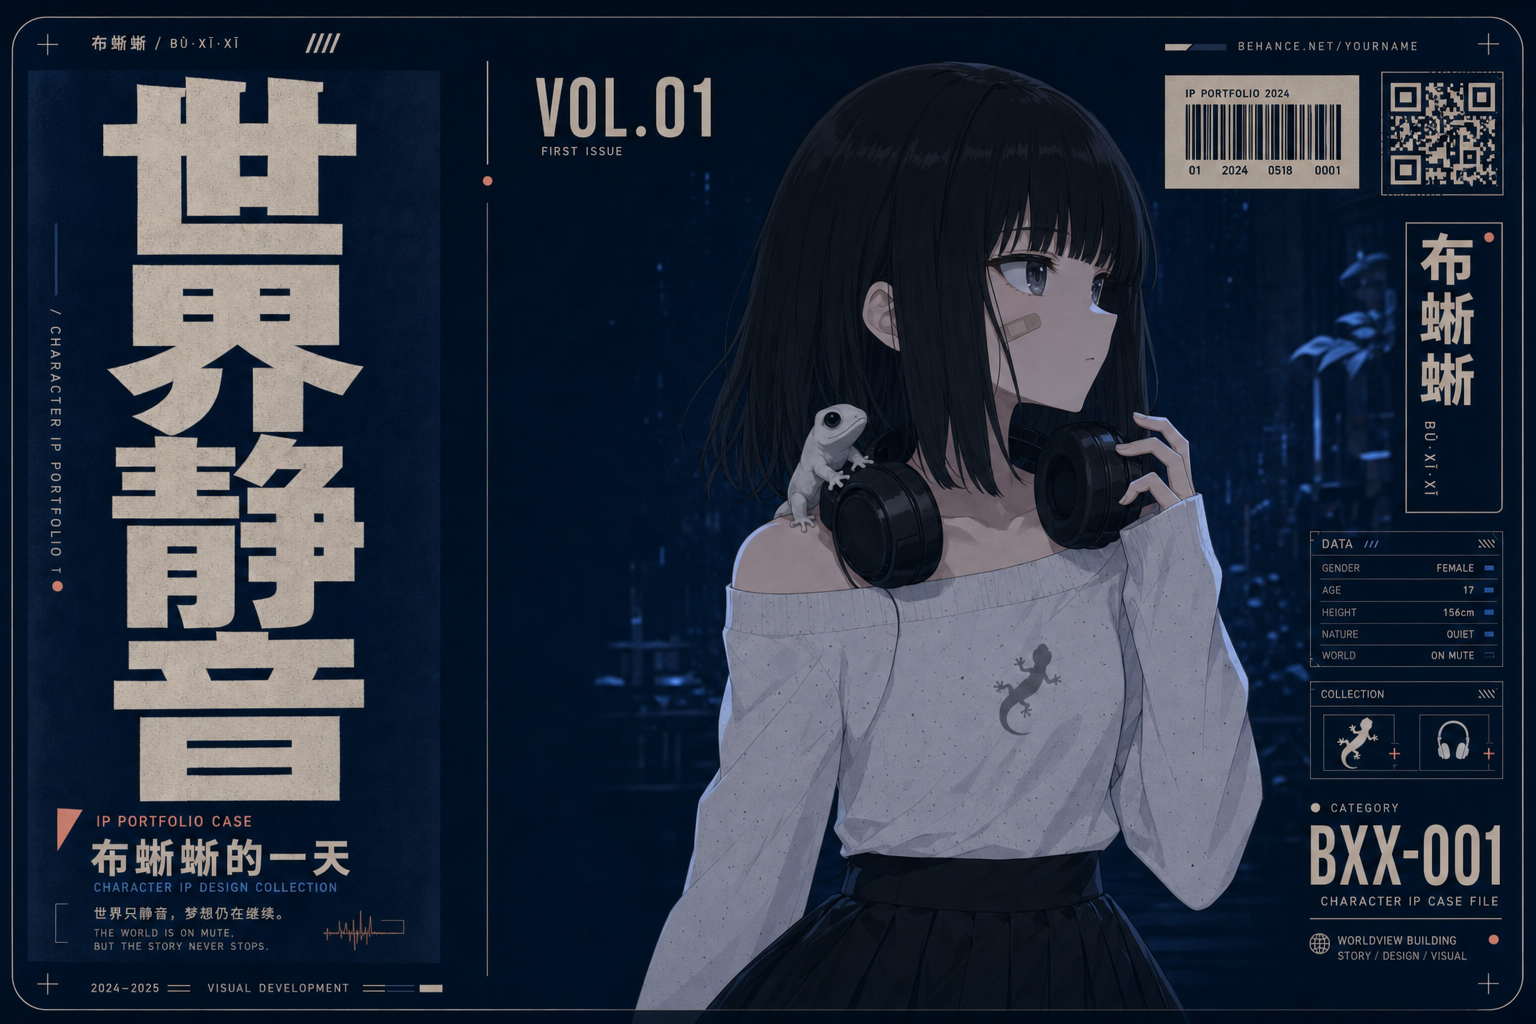 布蜥蜥 / BÙ·XĪ·XĪ
世界静音
/ CHARACTER IP PORTFOLIO T
IP PORTFOLIO CASE
布蜥蜥的一天
CHARACTER IP DESIGN COLLECTION
世界只静音，梦想仍在继续。
THE WORLD IS ON MUTE,
BUT THE STORY NEVER STOPS.
2024—2025
VISUAL DEVELOPMENT
VOL.01
FIRST ISSUE
BEHANCE.NET/YOURNAME
IP PORTFOLIO 2024
01 2024 0518 0001
布蜥蜥
BÙ·XĪ·XĪ
DATA ///
GENDER FEMALE
AGE 17
HEIGHT 156cm
NATURE QUIET
WORLD ON MUTE
COLLECTION
CATEGORY
BXX-001
CHARACTER IP CASE FILE
WORLDVIEW BUILDING
STORY / DESIGN / VISUAL